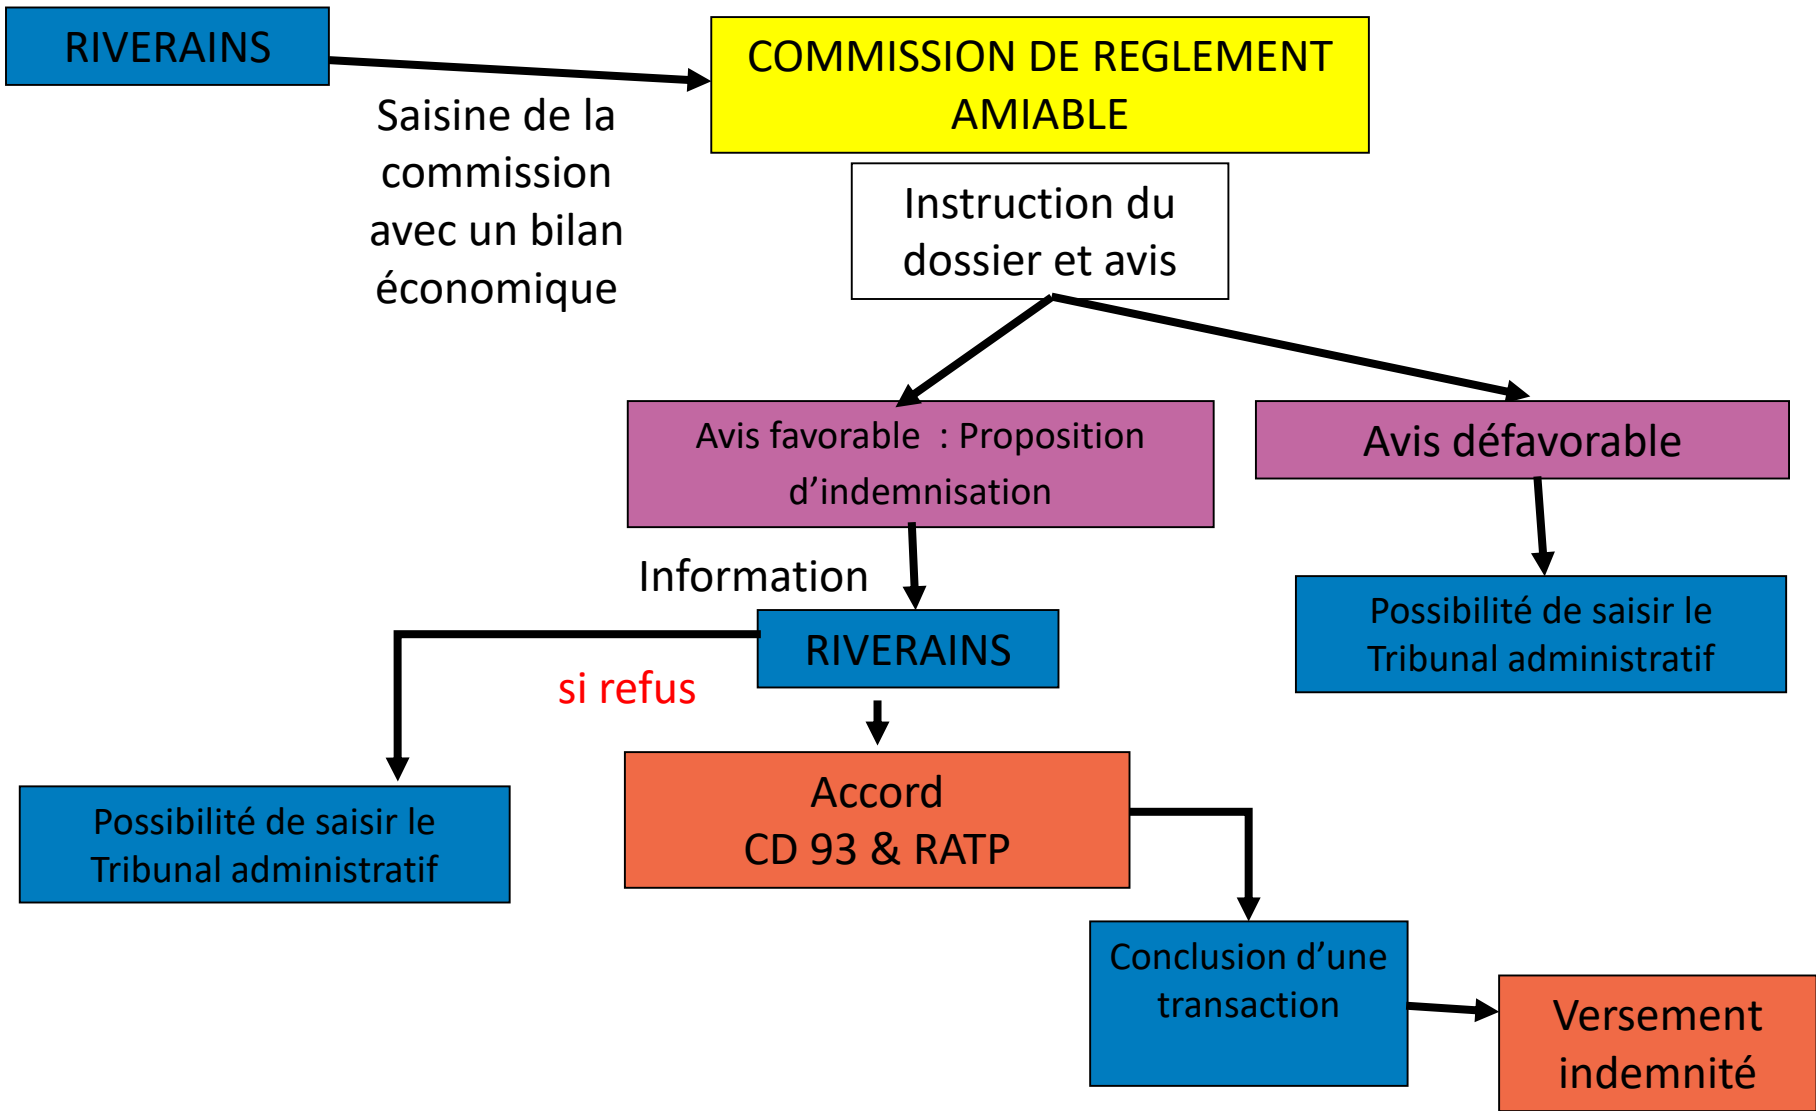 RIVERAINS
COMMISSION DE REGLEMENT
AMIABLE
Saisine de la
commission
avec un bilan
économique
Instruction du
dossier et avis
Avis favorable  : Proposition
d’indemnisation
Avis défavorable
Information
RIVERAINS
Possibilité de saisir le
Tribunal administratif
si refus
Accord
CD 93 & RATP
Possibilité de saisir le
Tribunal administratif
Conclusion d’une
transaction
Versement
indemnité